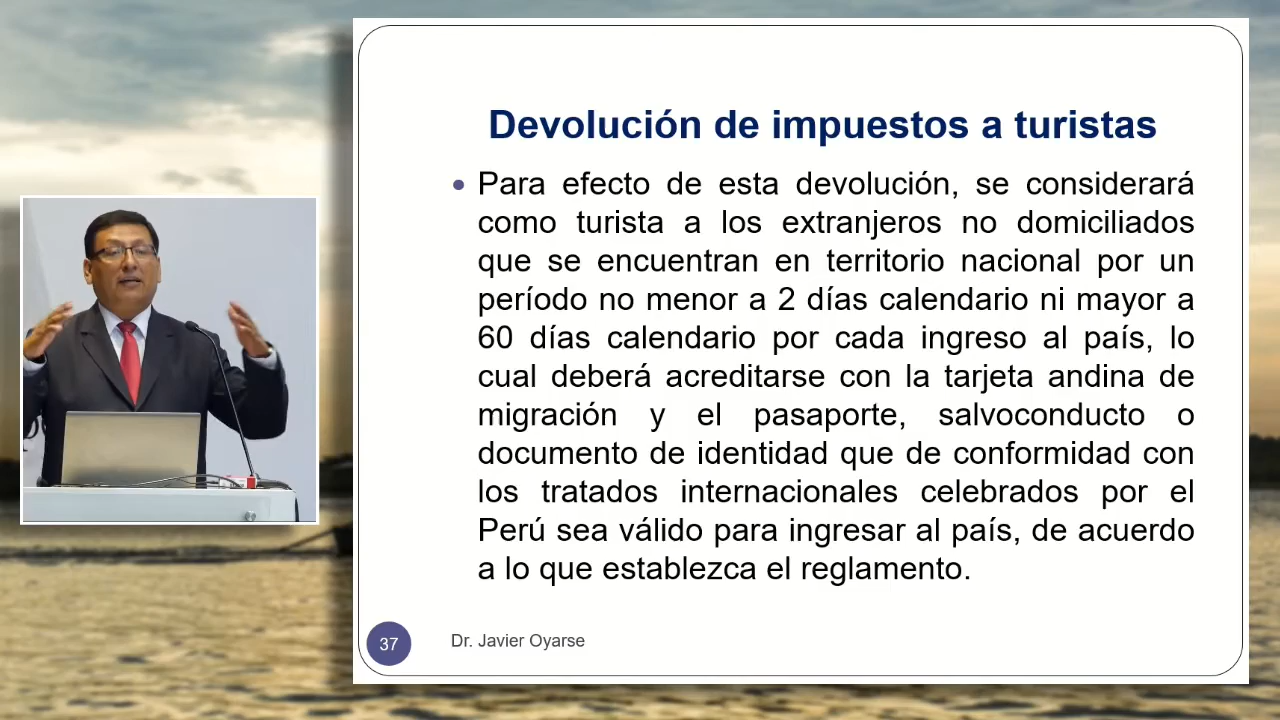 Devolución de impuestos a turistas
• Para efecto de esta devolución, se considerará
como turista a los extranjeros no domiciliados
que se encuentran en territorio nacional por un
período no menor a 2 días calendario ni mayor a
60 días calendario por cada ingreso al país, lo
cual deberá acreditarse con la tarjeta andina de
migración y el pasaporte, salvoconducto o
documento de identidad que de conformidad con
los tratados internacionales celebrados por el
Perú sea válido para ingresar al país, de acuerdo
a lo que establezca el reglamento.
37
Dr. Javier Oyarse